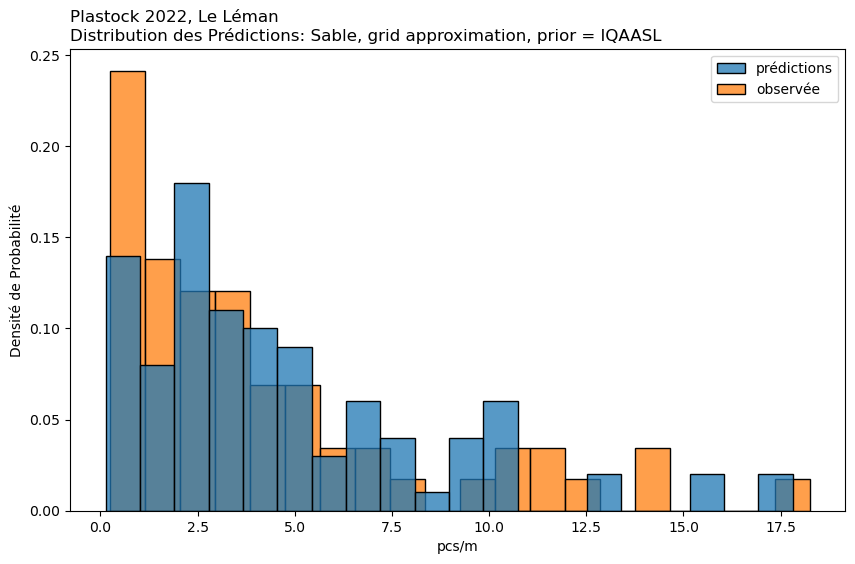 Plastock 2022, Le Léman
Distribution des Prédictions: Sable, grid approximation, prior = IQAASL
prédictions
observée
Densité de Probabilité
0.25
0.20
0.15
0.10
0.05
0.00
0.0 2.5 5.0 7.5 10.0 12.5 15.0 17.5
pcs/m